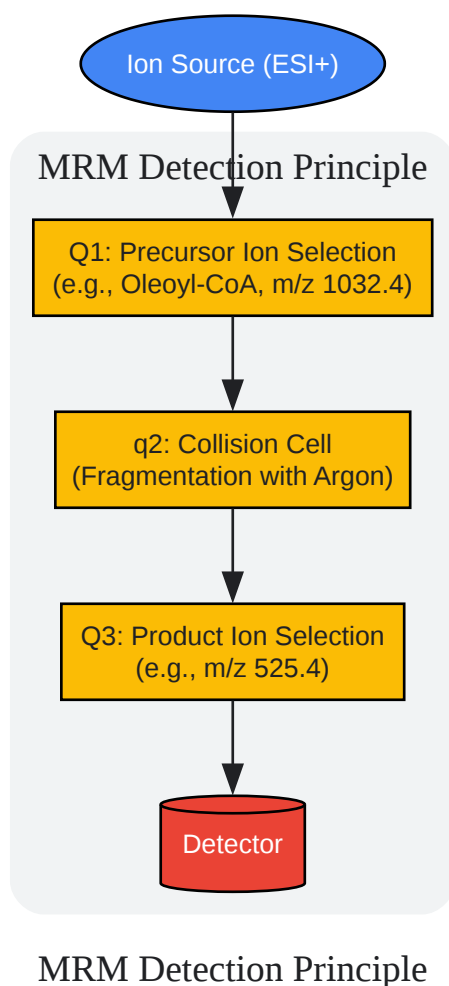 Ion Source (ESI+)
MRM Detection Principle
Q1: Precursor Ion Selection
(e.g., Oleoyl-CoA, m/z 1032.4)
q2: Collision Cell
(Fragmentation with Argon)
Q3: Product Ion Selection
(e.g., m/z 525.4)
Detector
MRM Detection Principle